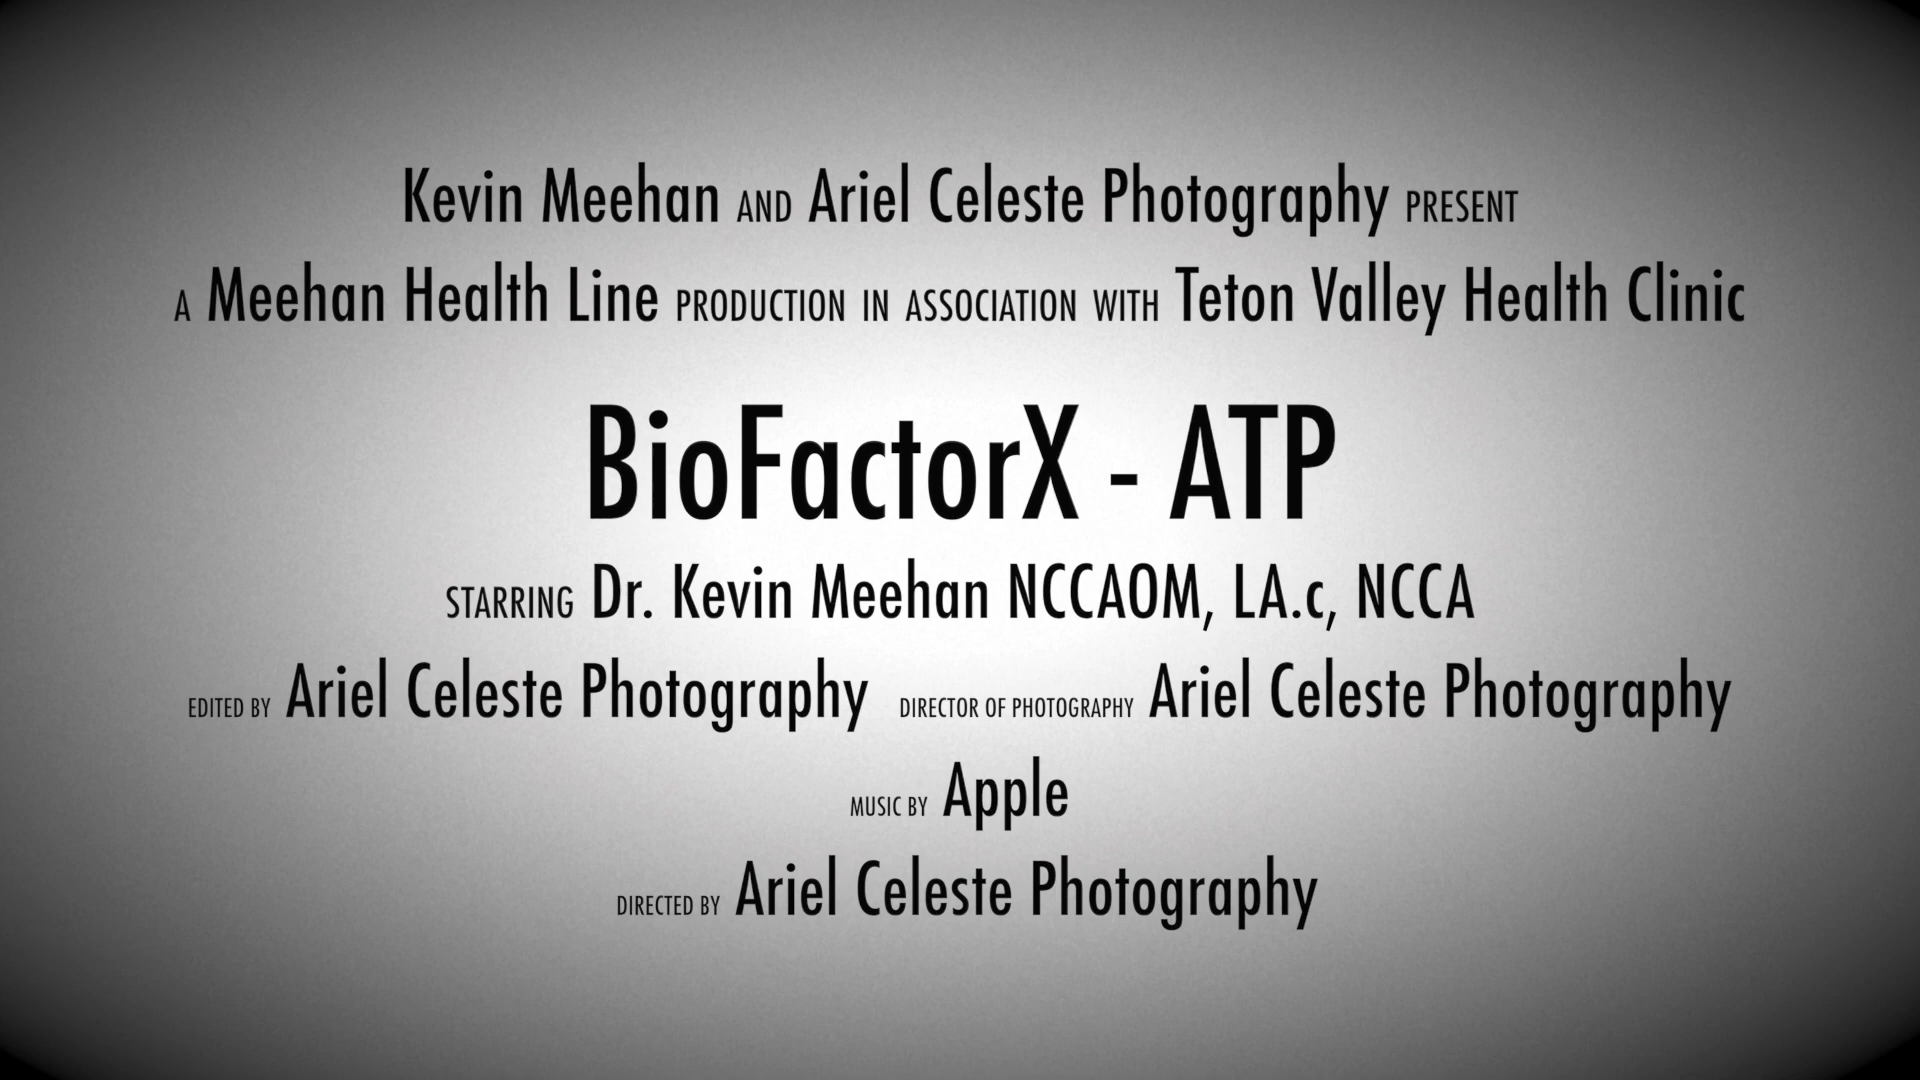 Kevin Meehan AND Ariel Celeste Photography PRESENT
A Meehan Health Line PRODUCTION IN ASSOCIATION WITH Teton Valley Health Clinic
BioFactorX - ATP
STARRING Dr. Kevin Meehan NCCAOM, LA.c, NCCA
EDITED BY Ariel Celeste Photography DIRECTOR OF PHOTOGRAPHY Ariel Celeste Photography
MUSIC BY Apple
DIRECTED BY Ariel Celeste Photography